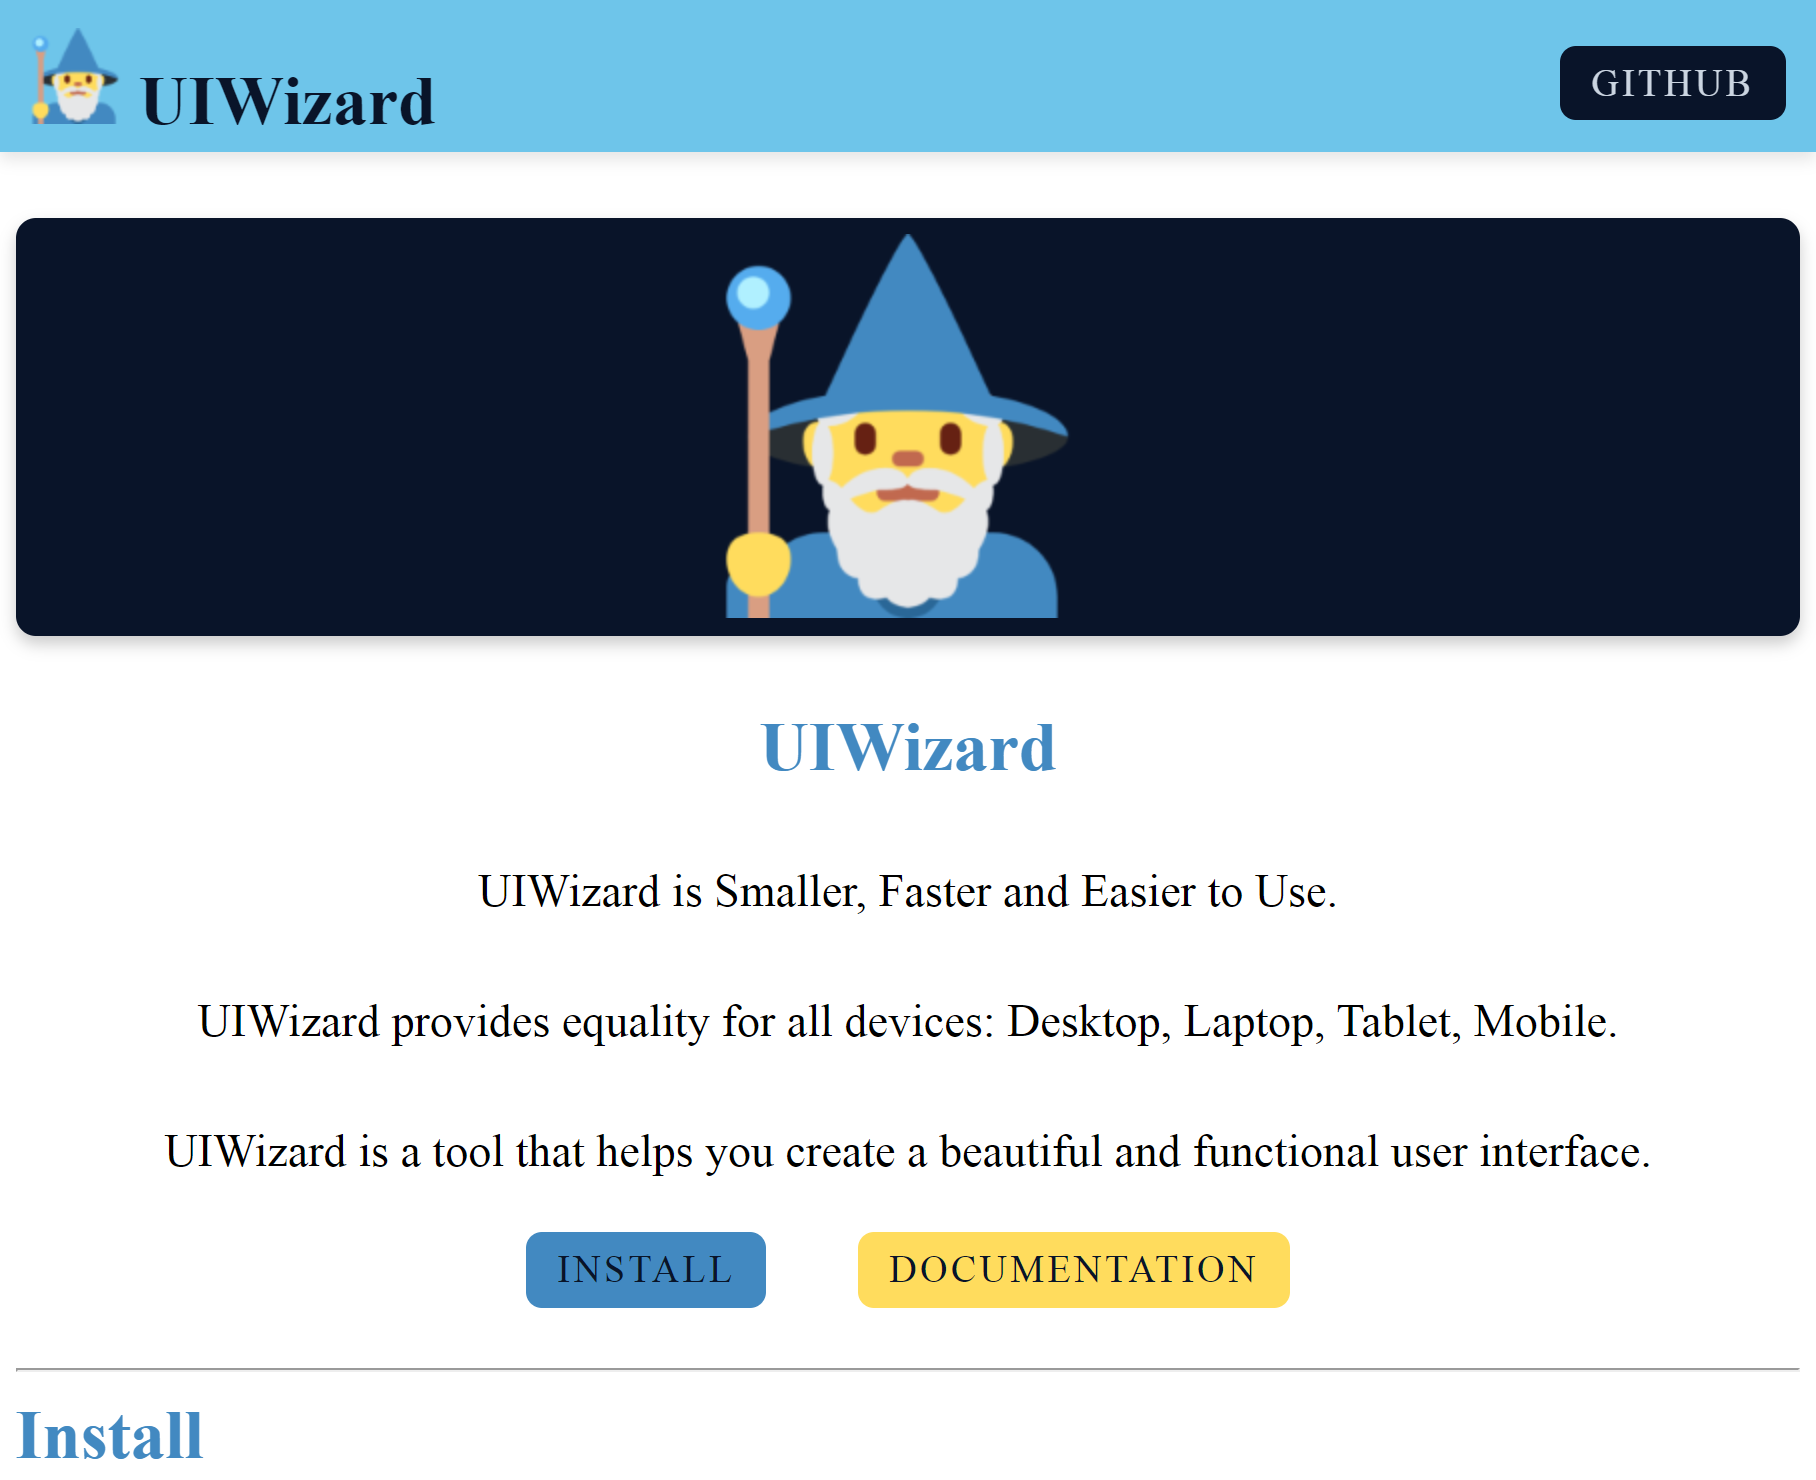 UIWizard
GITHUB
UIWizard
UIWizard is Smaller, Faster and Easier to Use.
UIWizard provides equality for all devices: Desktop, Laptop, Tablet, Mobile.
UIWizard is a tool that helps you create a beautiful and functional user interface.
INSTALL
DOCUMENTATION
Install